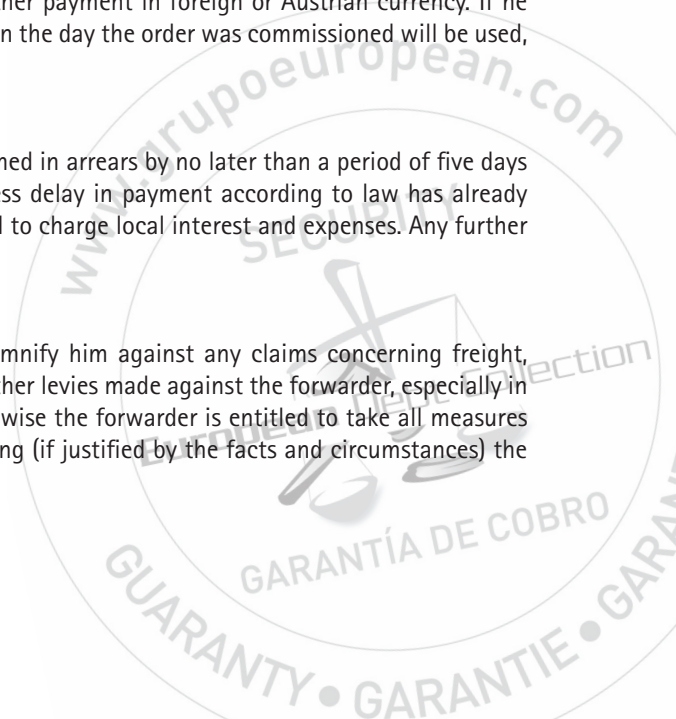 her payment in foreign or Austrian currency. If he
n the day the order was commissioned will be used,
ned in arrears by no later than a period of five days
ss delay in payment according to law has already
l to charge local interest and expenses. Any further
mnify him against any claims concerning freight,
ther levies made against the forwarder, especially in
wise the forwarder is entitled to take all measures
ng (if justified by the facts and circumstances) the
www.grupoeuropean.com
SECURITY
European Dept Collection
GARANTÍA DE COBRO
GUARANTY • GARANTIE • GARAN